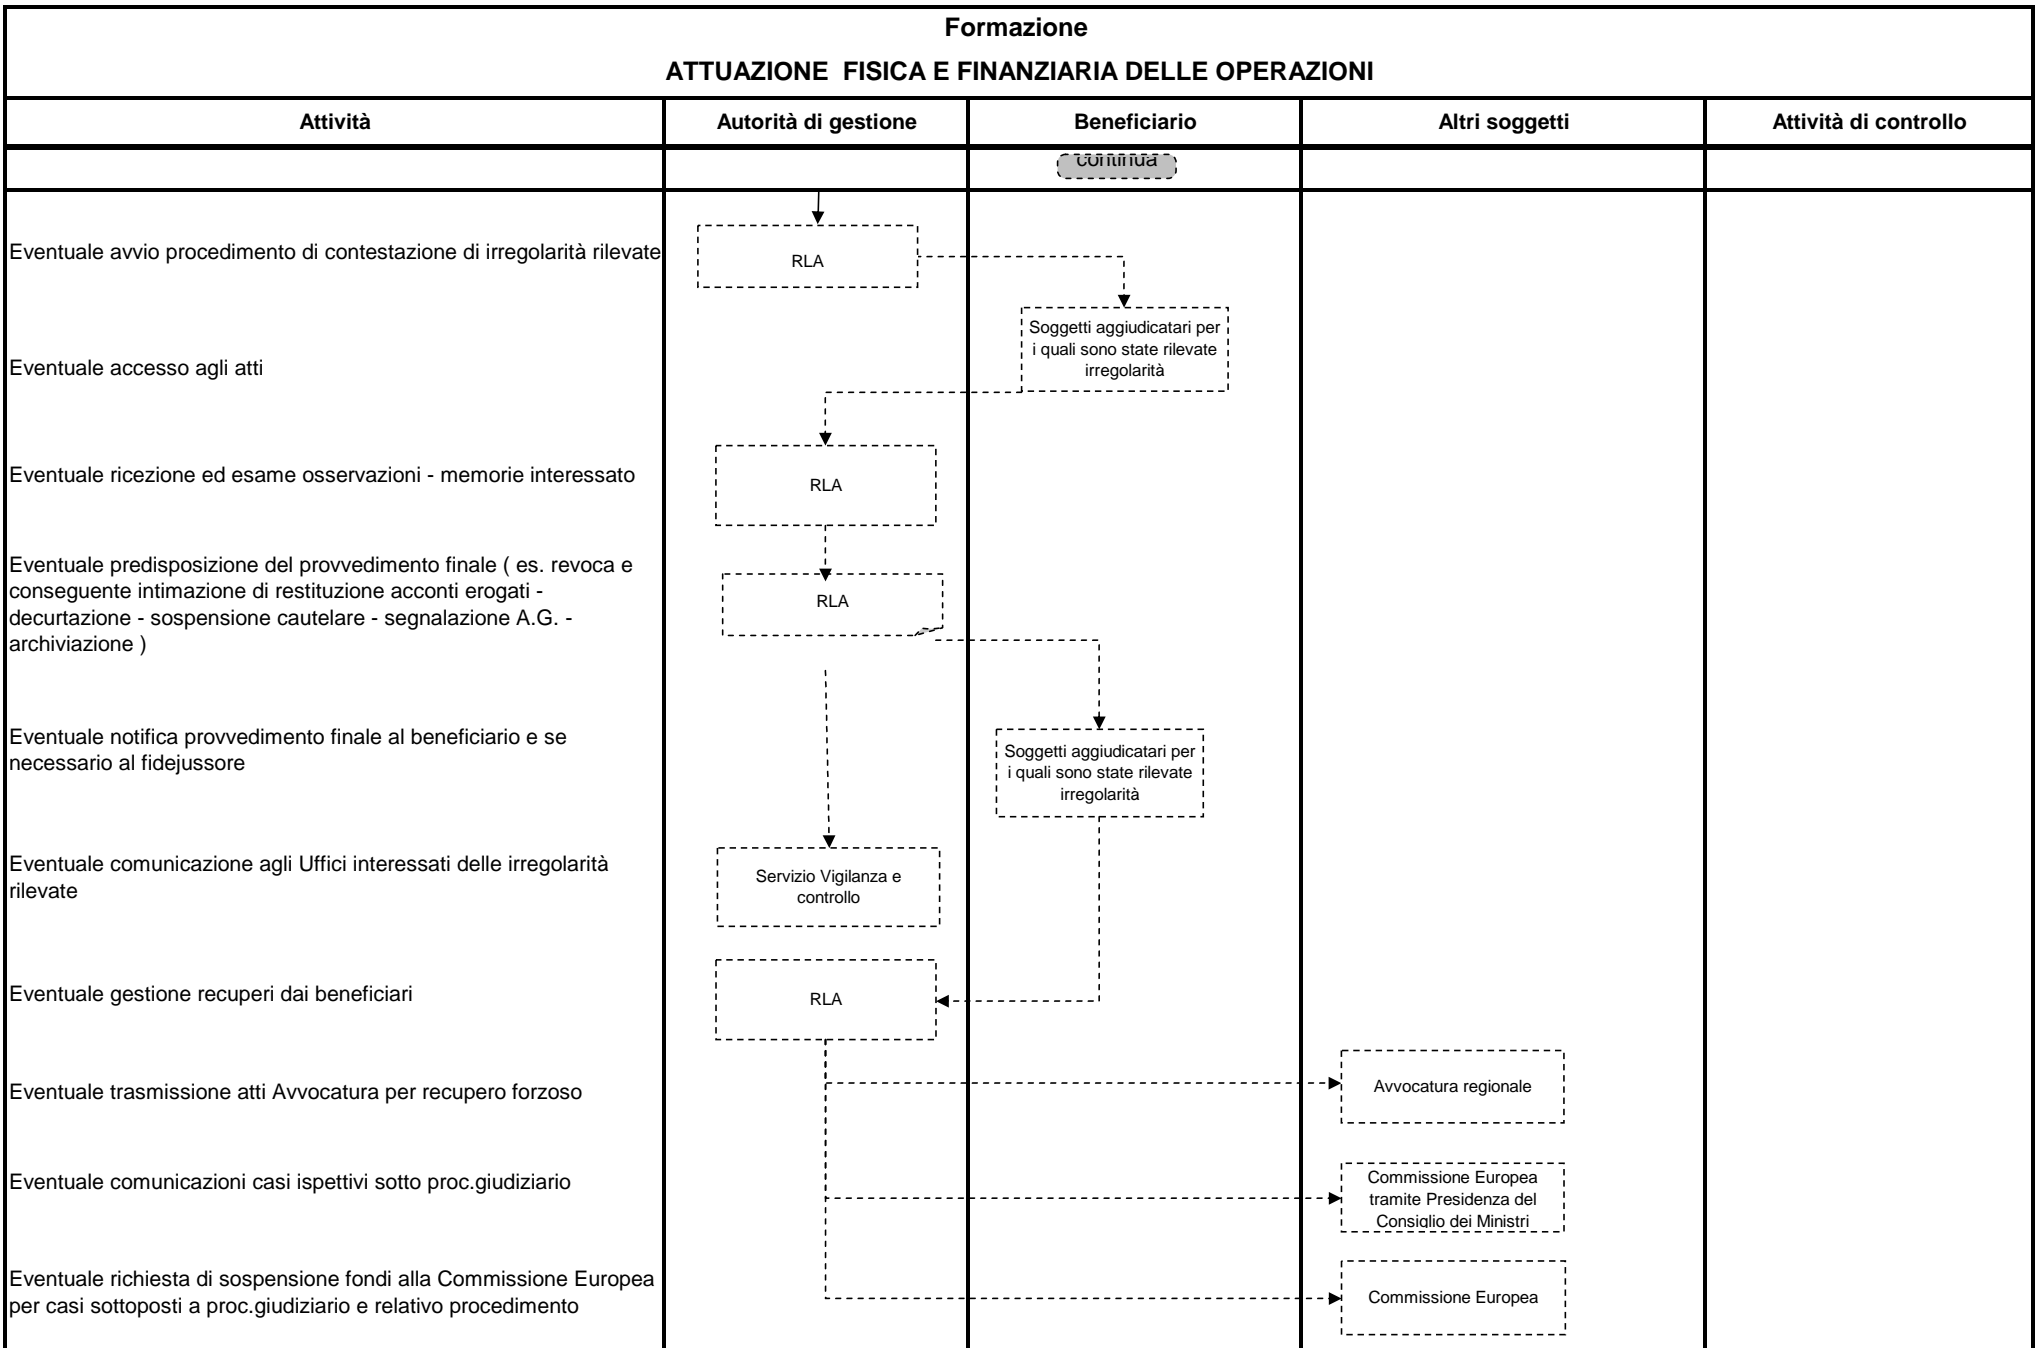 Formazione
ATTUAZIONE  FISICA E FINANZIARIA DELLE OPERAZIONI
Attività
Autorità di gestione
Beneficiario
Altri soggetti
Attività di controllo
continua
Eventuale avvio procedimento di contestazione di irregolarità rilevate
RLA
Soggetti aggiudicatari per
i quali sono state rilevate
irregolarità
Eventuale accesso agli atti
Eventuale ricezione ed esame osservazioni - memorie interessato
RLA
Eventuale predisposizione del provvedimento finale ( es. revoca e
conseguente intimazione di restituzione acconti erogati -
decurtazione - sospensione cautelare - segnalazione A.G. -
archiviazione )
RLA
Eventuale notifica provvedimento finale al beneficiario e se
necessario al fidejussore
Soggetti aggiudicatari per
i quali sono state rilevate
irregolarità
Eventuale comunicazione agli Uffici interessati delle irregolarità
rilevate
Servizio Vigilanza e
controllo
Eventuale gestione recuperi dai beneficiari
RLA
Eventuale trasmissione atti Avvocatura per recupero forzoso
Avvocatura regionale
Eventuale comunicazioni casi ispettivi sotto proc.giudiziario
Commissione Europea
tramite Presidenza del
Consiglio dei Ministri
Eventuale richiesta di sospensione fondi alla Commissione Europea
per casi sottoposti a proc.giudiziario e relativo procedimento
Commissione Europea